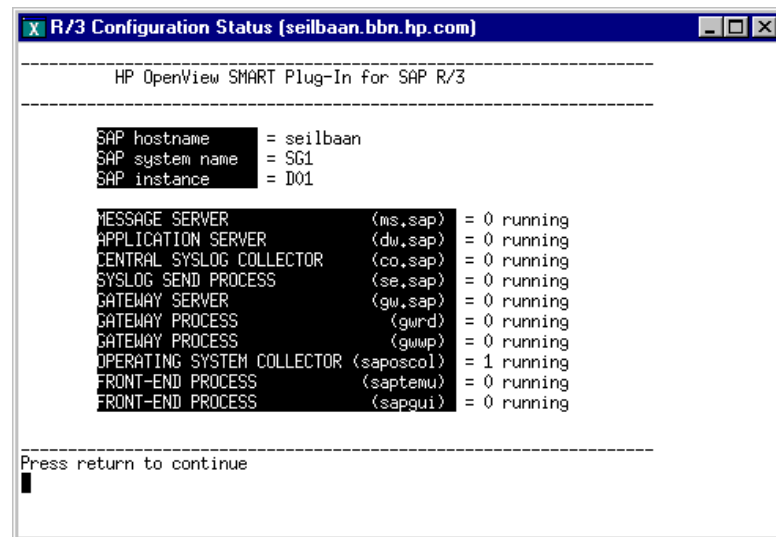 R/3 Configuration Status (seilbaan.bbn.hp.com)
HP OpenView SMART Plug-In for SAP R/3
SAP hostname = seilbaan
SAP system name = SG1
SAP instance = D01
MESSAGE SERVER (ms.sap) = 0 running
APPLICATION SERVER (dw.sap) = 0 running
CENTRAL SYSLOG COLLECTOR (co.sap) = 0 running
SYSLOG SEND PROCESS (se.sap) = 0 running
GATEWAY SERVER (gw.sap) = 0 running
GATEWAY PROCESS (gwrd) = 0 running
GATEWAY PROCESS (gwwp) = 0 running
OPERATING SYSTEM COLLECTOR (saposcol) = 1 running
FRONT-END PROCESS (saptemu) = 0 running
FRONT-END PROCESS (sapgui) = 0 running
Press return to continue